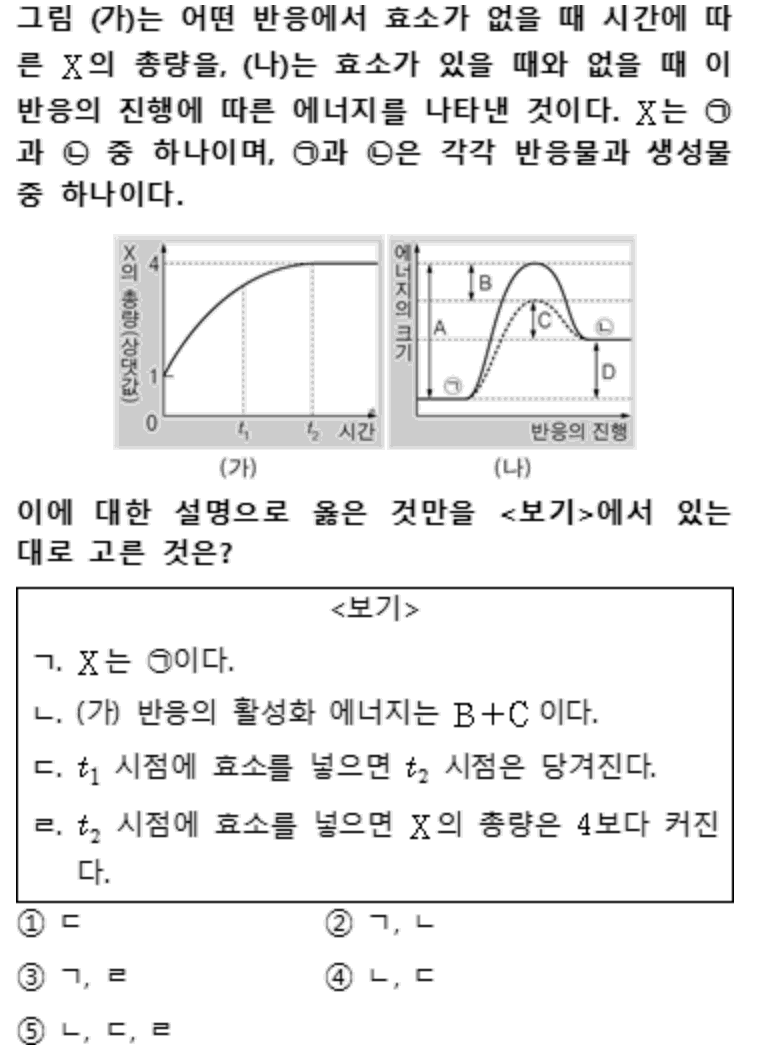 그림 (가)는 어떤 반응에서 효소가 없을 때 시간에 따
른 X의 총량을, (나)는 효소가 있을 때와 없을 때 이
반응의 진행에 따른 에너지를 나타낸 것이다. X는 ㉠
과 ㉡ 중 하나이며, ㉠과 ㉡은 각각 반응물과 생성물
중 하나이다.
X의 총량(상댓값)
4
1
0
t₁
t₂
시간
(가)
에너지의 크기
A
B
C
D
㉠
㉡
반응의 진행
(나)
이에 대한 설명으로 옳은 것만을 <보기>에서 있는
대로 고른 것은?
<보기>
ㄱ. X는 ㉠이다.
ㄴ. (가) 반응의 활성화 에너지는 B+C 이다.
ㄷ. t₁ 시점에 효소를 넣으면 t₂ 시점은 당겨진다.
ㄹ. t₂ 시점에 효소를 넣으면 X의 총량은 4보다 커진
다.
① ㄷ
② ㄱ, ㄴ
③ ㄱ, ㄹ
④ ㄴ, ㄷ
⑤ ㄴ, ㄷ, ㄹ